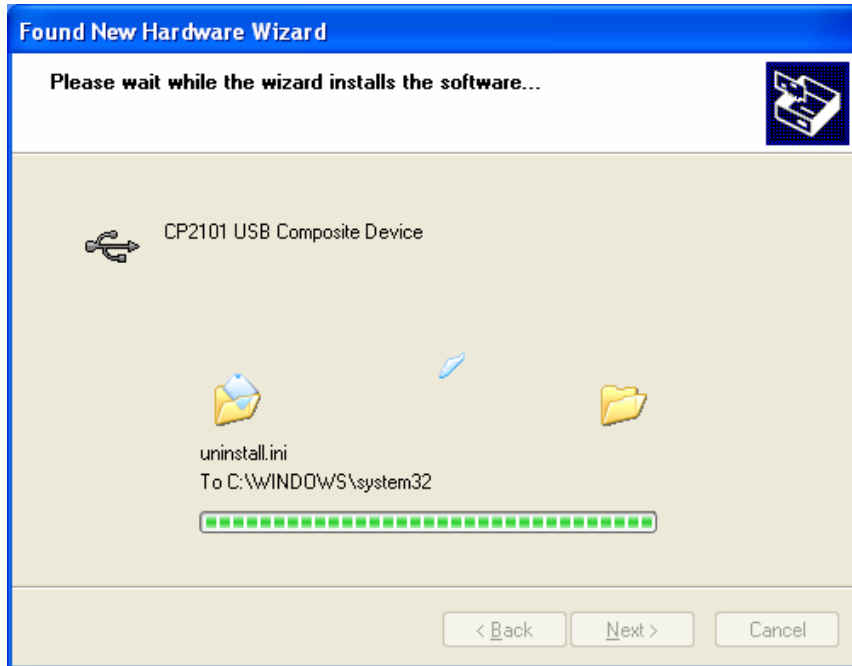 Found New Hardware Wizard
Please wait while the wizard installs the software...
CP2101 USB Composite Device
uninstall.ini
To C:\WINDOWS\system32
< Back
Next >
Cancel